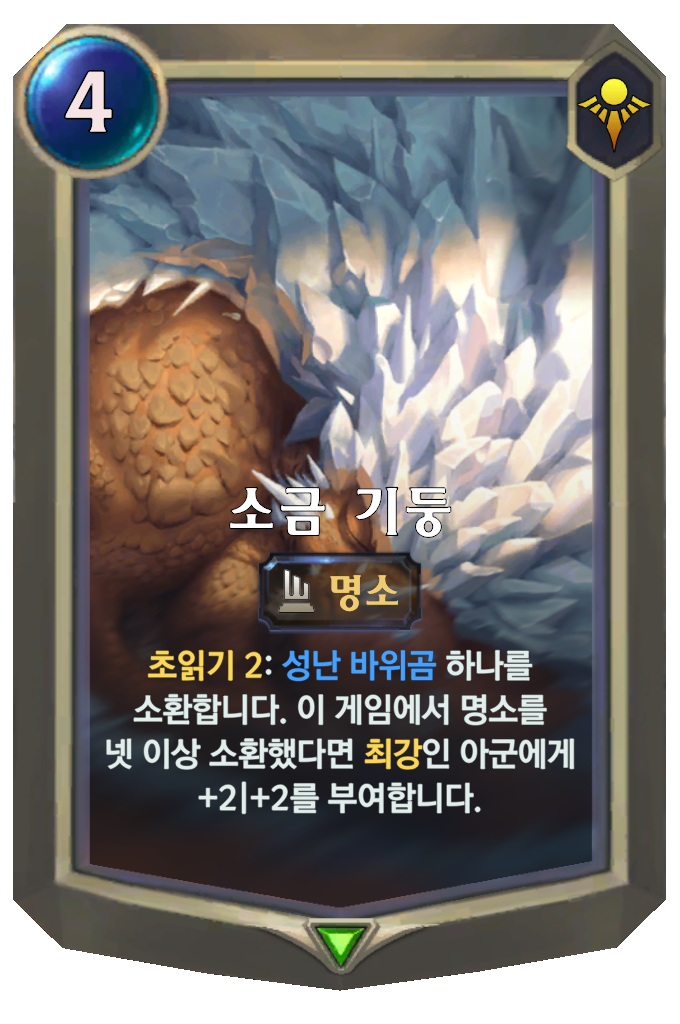 4
소금 기둥
명소
초읽기 2: 성난 바위곰 하나를
소환합니다. 이 게임에서 명소를
넷 이상 소환했다면 최강인 아군에게
+2|+2를 부여합니다.